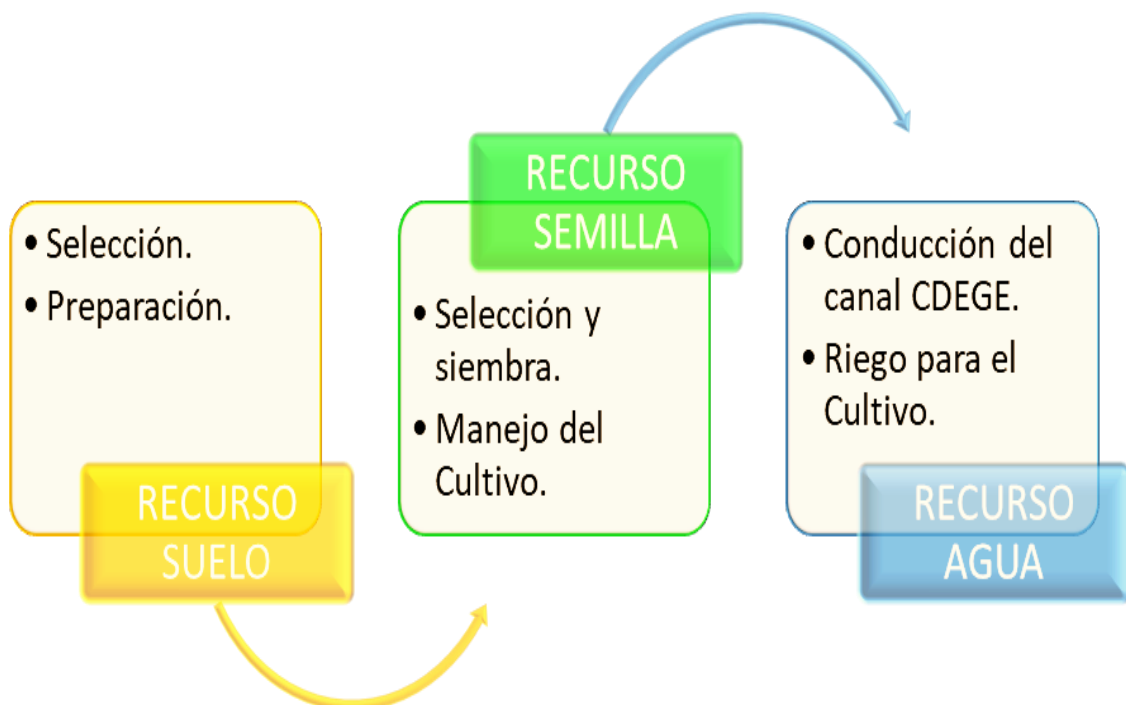 • Selección.
• Preparación.
RECURSO
SUELO
RECURSO
SEMILLA
• Selección y
siembra.
• Manejo del
Cultivo.
• Conducción del
canal CDEGE.
• Riego para el
Cultivo.
RECURSO
AGUA